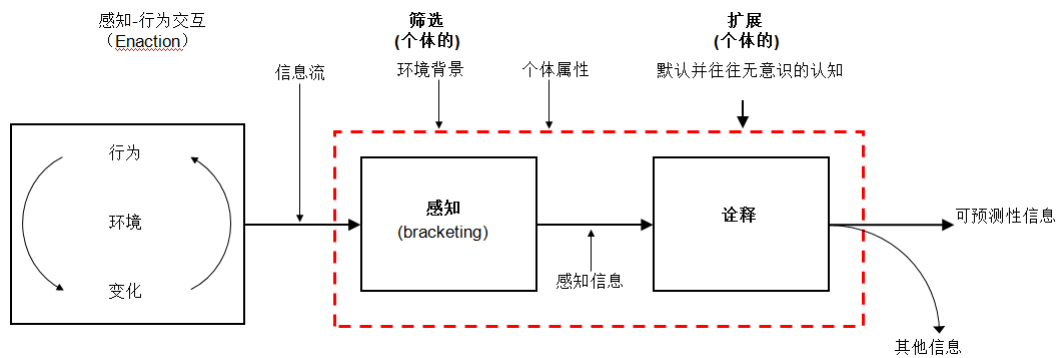 感知-行为交互
（Enaction）
筛选
(个体的)
扩展
(个体的)
信息流
环境背景
个体属性
默认并往往无意识的认知
行为
环境
变化
感知
(bracketing)
诠释
感知信息
可预测性信息
其他信息